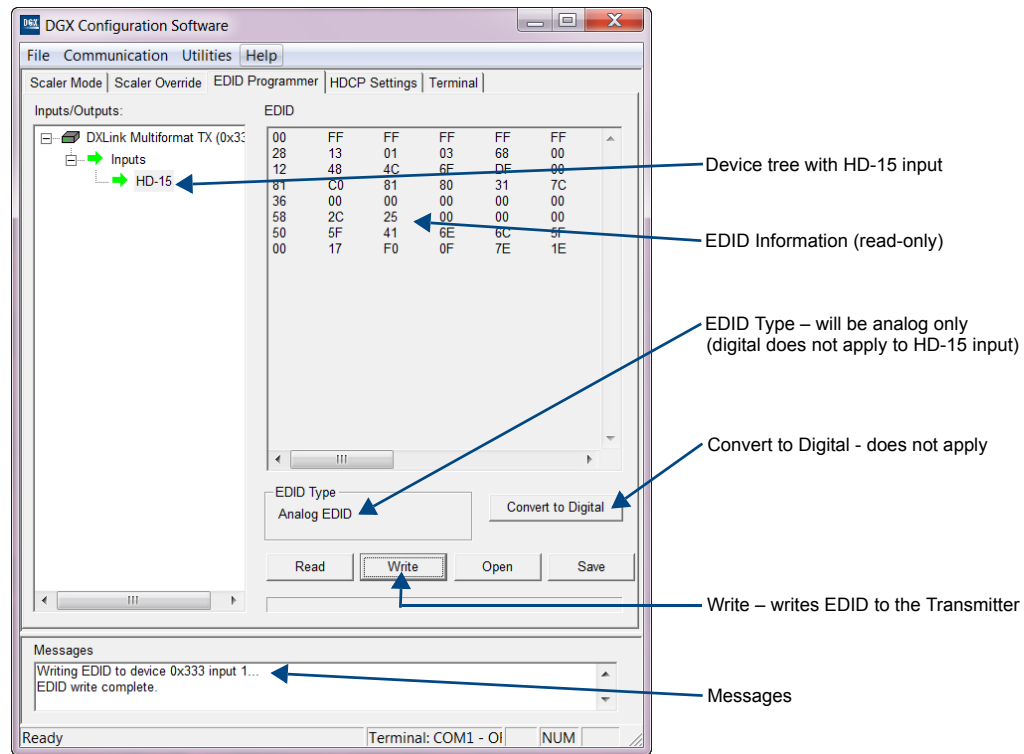 DGX DGX Configuration Software
File Communication Utilities Help
Scaler Mode Scaler Override EDID Programmer HDCP Settings Terminal
Inputs/Outputs:
DXLink Multiformat TX (0x33
Inputs
HD-15
EDID
00 FF FF FF FF FF
28 13 01 03 68 00
12 48 4C 6E DF 00
81 C0 81 80 31 7C
36 00 00 00 00 00
58 2C 25 00 00 00
50 5F 41 6E 6C 5F
00 17 F0 0F 7E 1E
EDID Type
Analog EDID
Convert to Digital
Read Write Open Save
Messages
Writing EDID to device 0x333 input 1...
EDID write complete.
Ready Terminal: COM1 - NUM
Device tree with HD-15 input
EDID Information (read-only)
EDID Type – will be analog only
(digital does not apply to HD-15 input)
Convert to Digital - does not apply
Write – writes EDID to the Transmitter
Messages